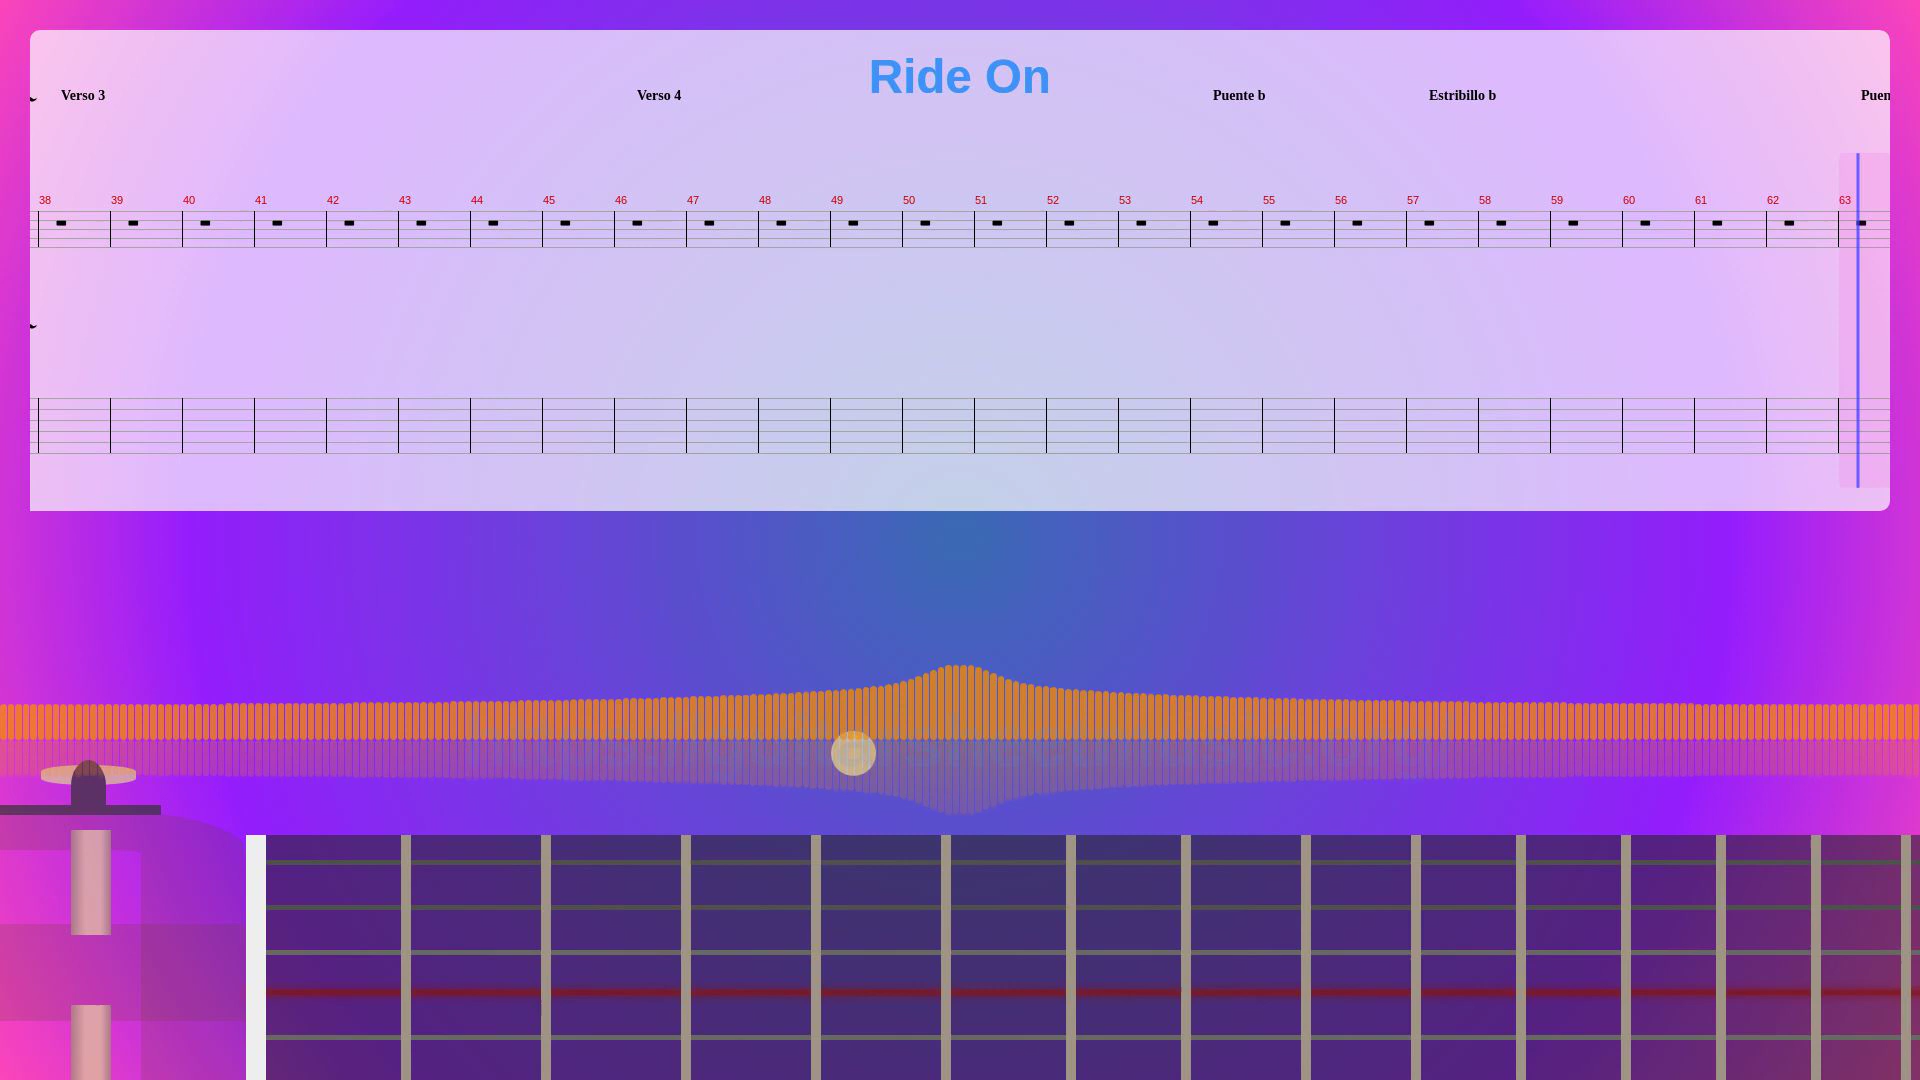 Ride On
Verso 3 Verso 4 Puente b Estribillo b Puen
38 39 40 41 42 43 44 45 46 47 48 49 50 51 52 53 54 55 56 57 58 59 60 61 62 63